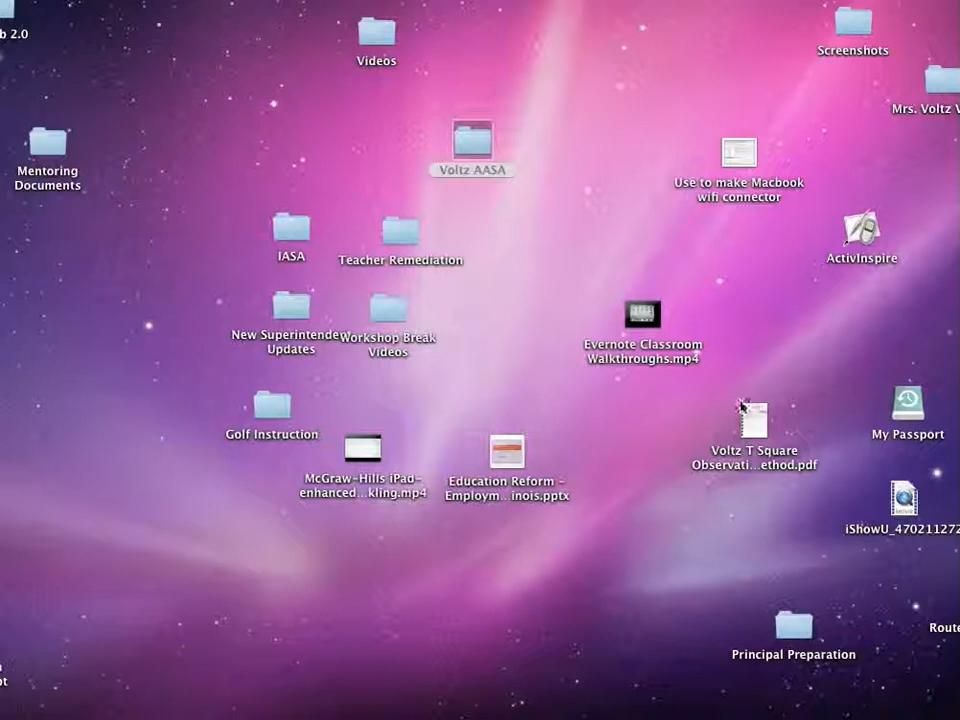 b 2.0
Videos
Screenshots
Mrs. Voltz V
Mentoring
Documents
Voltz AASA
Use to make Macbook
wifi connector
IASA
Teacher Remediation
ActivInspire
New Superintenden
Updates
Workshop Break
Videos
Evernote Classroom
Walkthroughs.mp4
Golf Instruction
My Passport
Voltz T Square
Observati...ethod.pdf
McGraw-Hills iPad-
enhanced...kling.mp4
Education Reform -
Employm...inois.pptx
iShowU_470211272
Route
Principal Preparation
pt